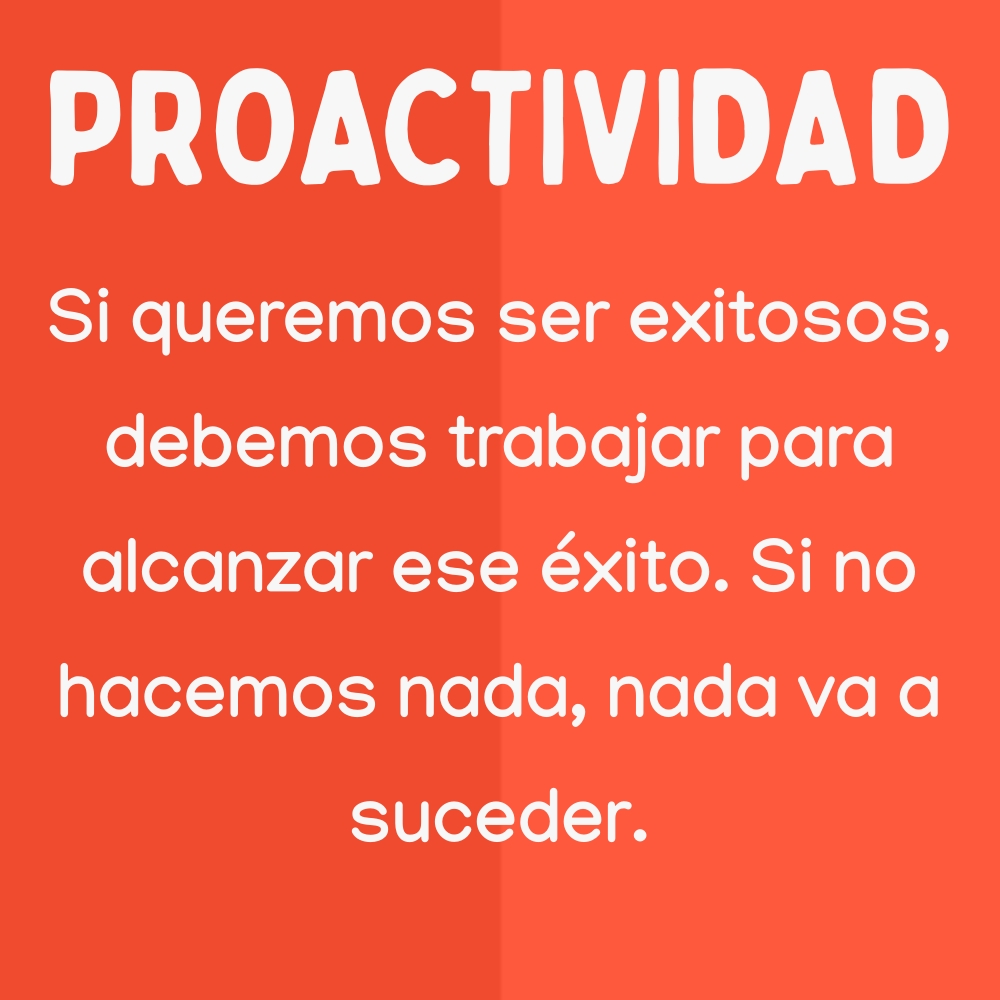 PROACTIVIDAD
Si queremos ser exitosos,
debemos trabajar para
alcanzar ese éxito. Si no
hacemos nada, nada va a
suceder.